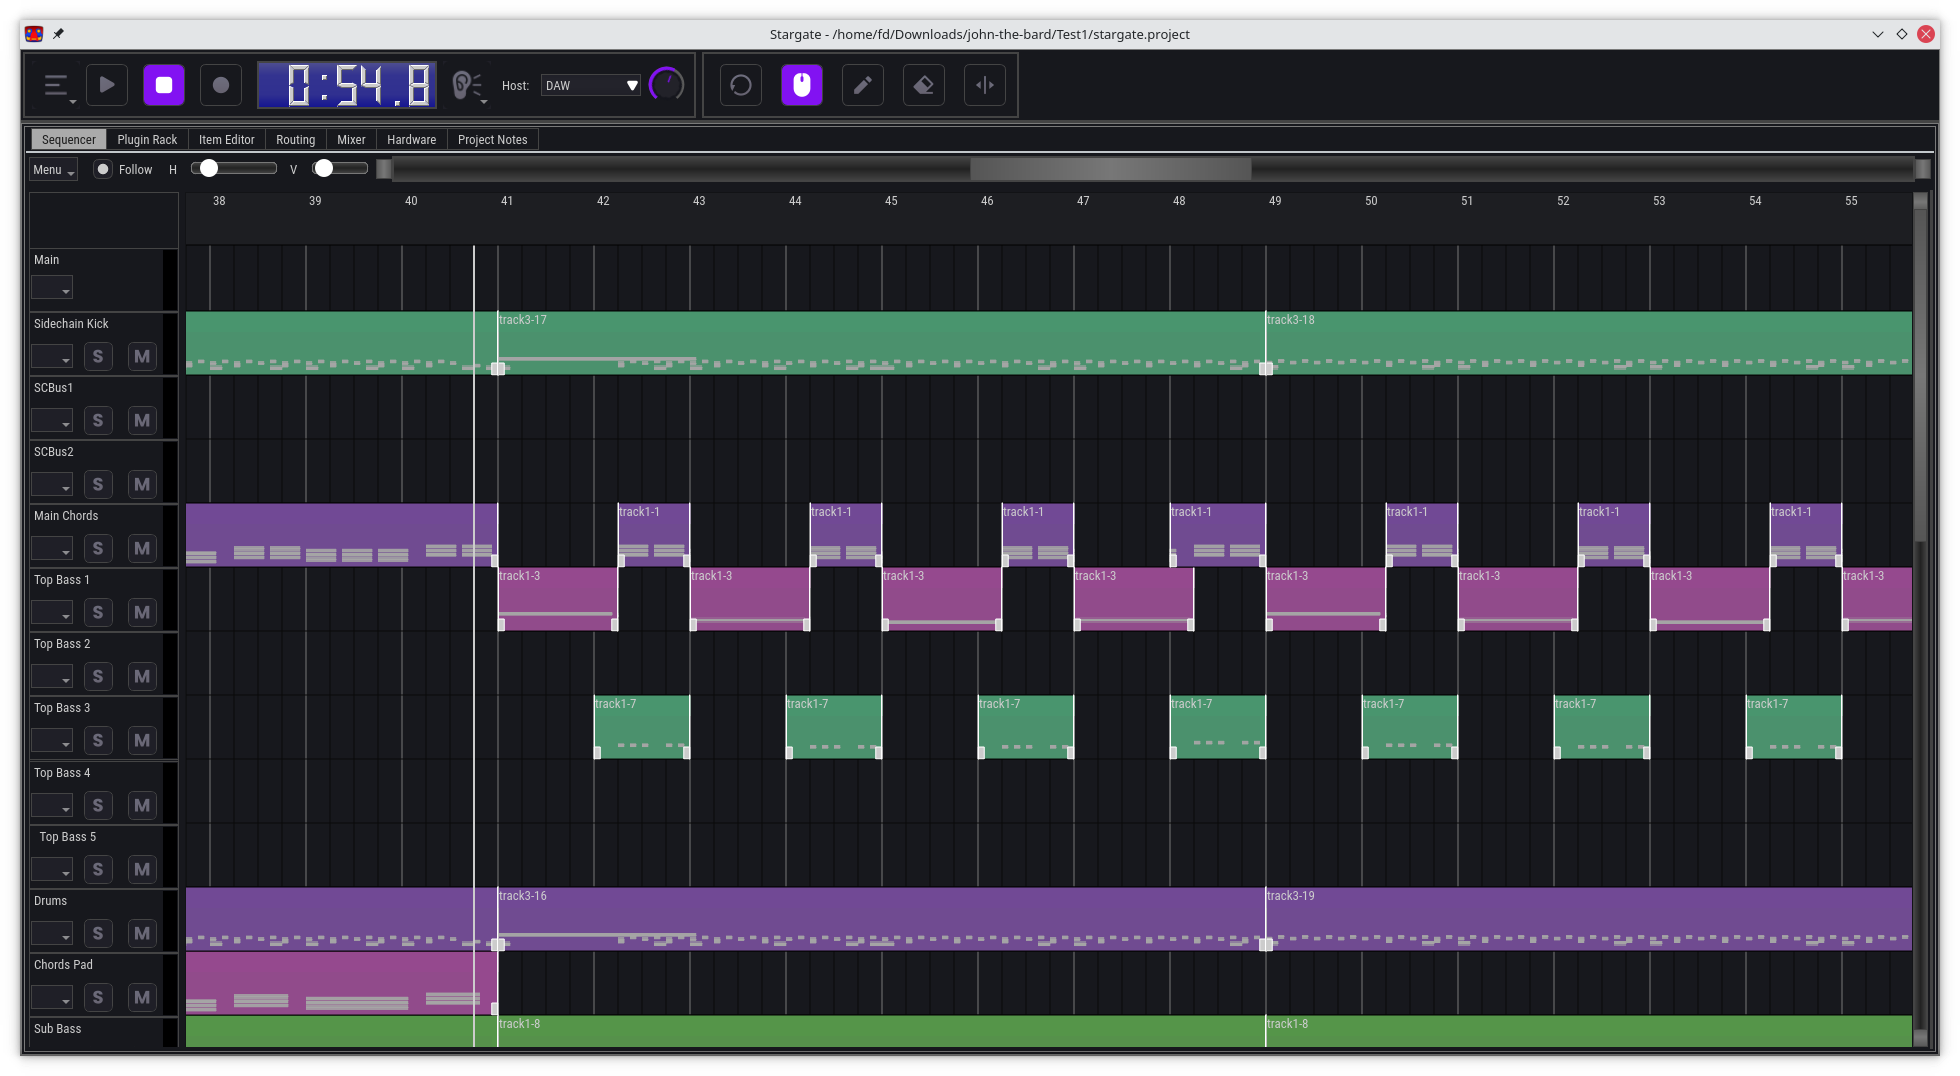 Stargate - /home/fd/Downloads/john-the-bard/Test1/stargate.project
0:54.8
Host: DAW
Sequencer Plugin Rack Item Editor Routing Mixer Hardware Project Notes
Menu Follow H V
38 39 40 41 42 43 44 45 46 47 48 49 50 51 52 53 54 55
Main
Sidechain Kick track3-17 track3-18
S M
SCBus1
S M
SCBus2
S M
Main Chords track1-1 track1-1 track1-1 track1-1 track1-1 track1-1 track1-1
S M
Top Bass 1 track1-3 track1-3 track1-3 track1-3 track1-3 track1-3 track1-3 track1-3
S M
Top Bass 2
S M
Top Bass 3 track1-7 track1-7 track1-7 track1-7 track1-7 track1-7 track1-7
S M
Top Bass 4
S M
Top Bass 5
S M
Drums track3-16 track3-19
S M
Chords Pad
S M
Sub Bass track1-8 track1-8